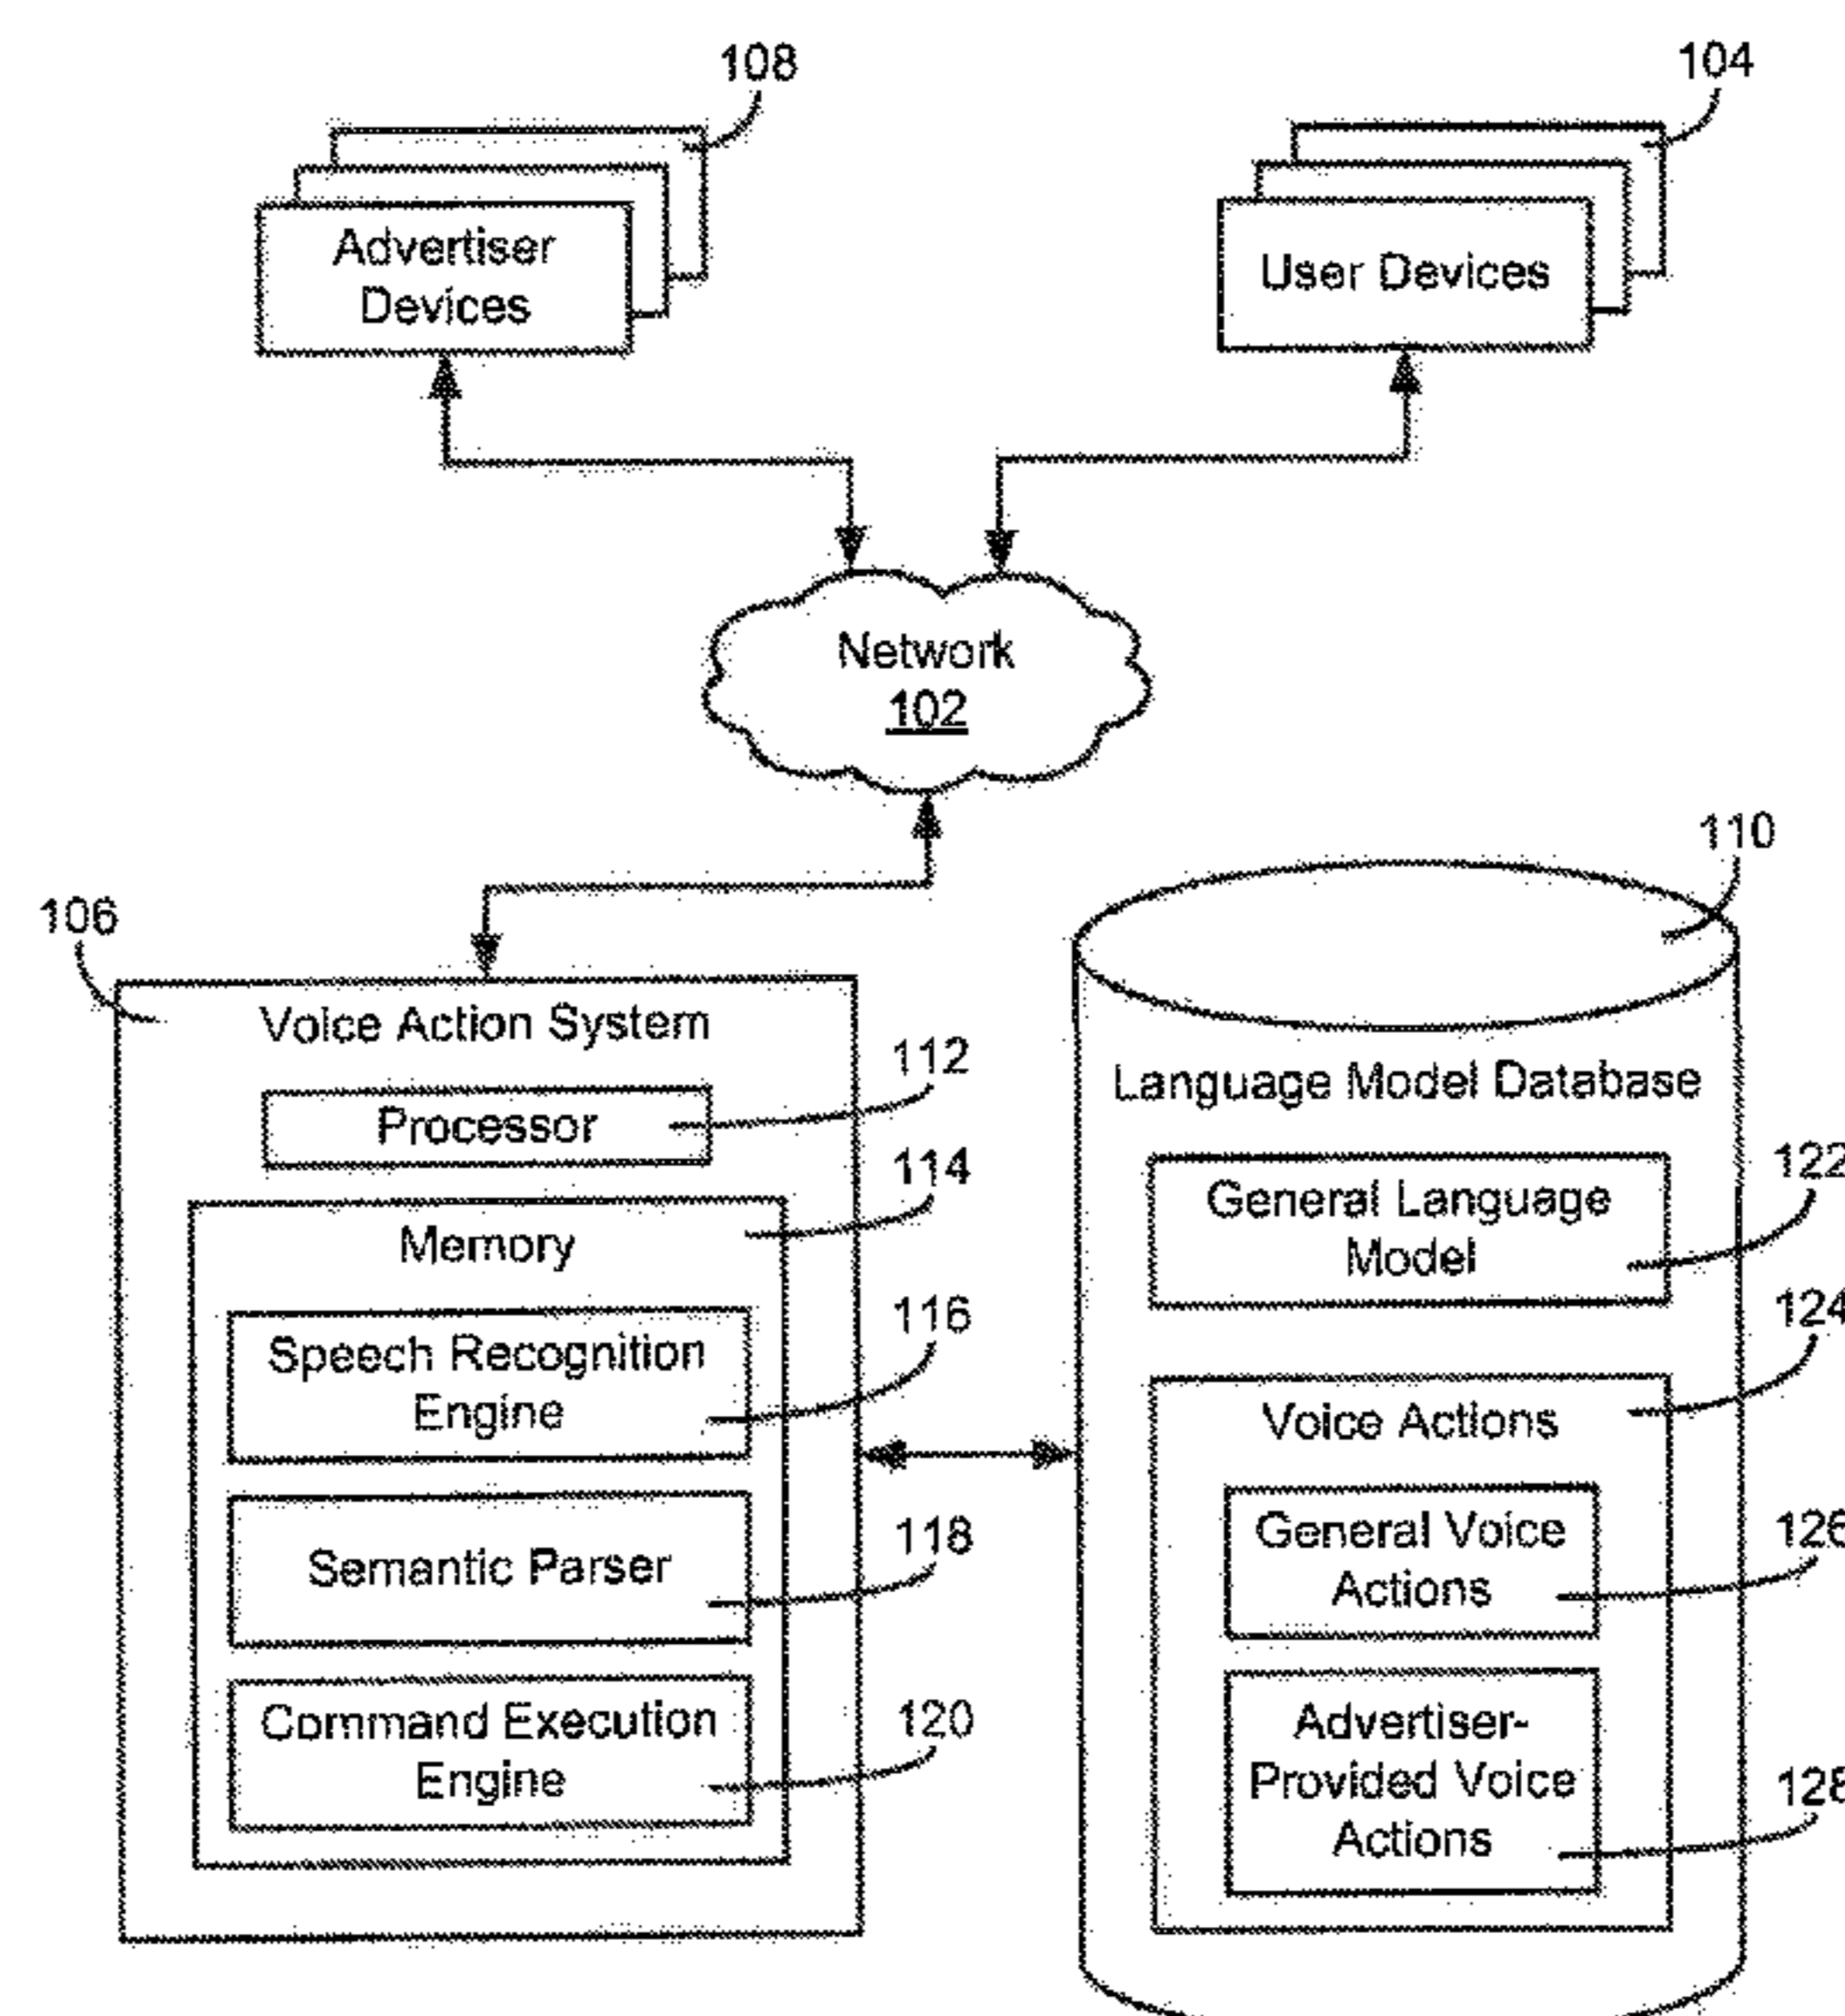 108
104
Advertiser
Devices
User Devices
Network
102
110
106
Voice Action System
112
Processor
114
Memory
116
Speech Recognition
Engine
118
Semantic Parser
120
Command Execution
Engine
Language Model Database
122
General Language
Model
124
Voice Actions
126
General Voice
Actions
128
Advertiser-
Provided Voice
Actions